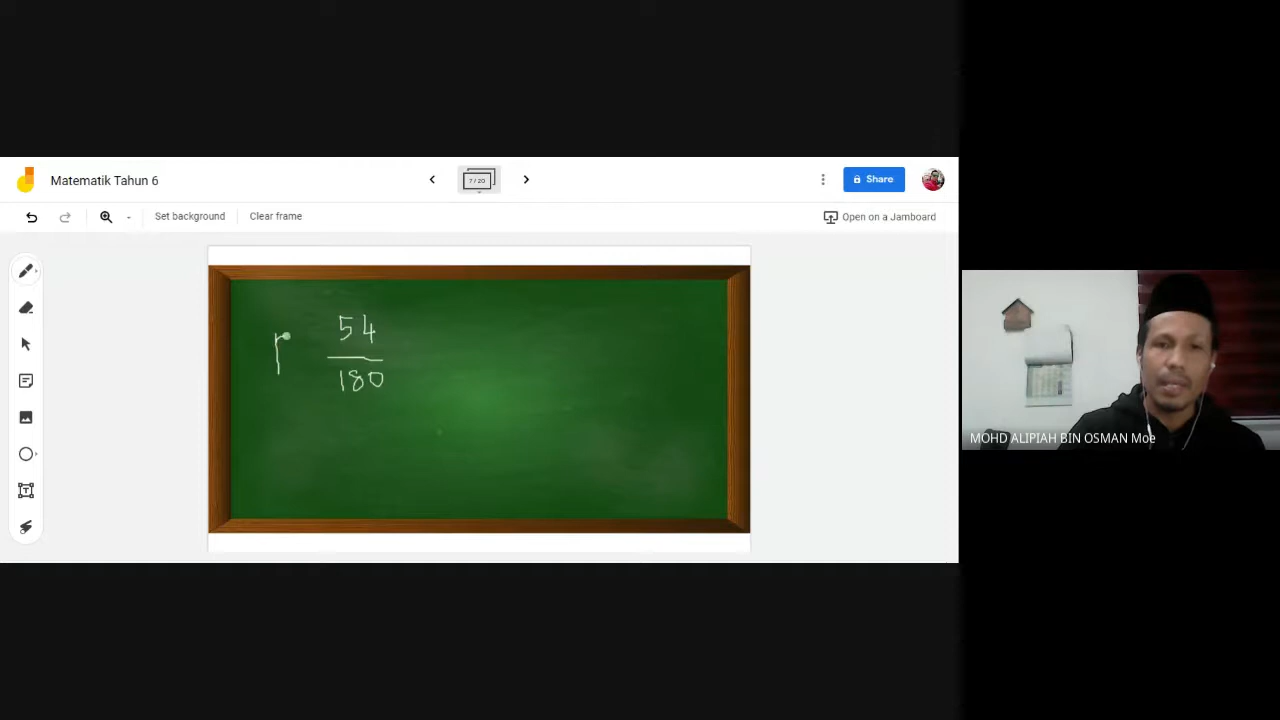 Matematik Tahun 6
7 / 20
Share
Set background
Clear frame
Open on a Jamboard
54
180
MOHD ALIPIAH BIN OSMAN Moe